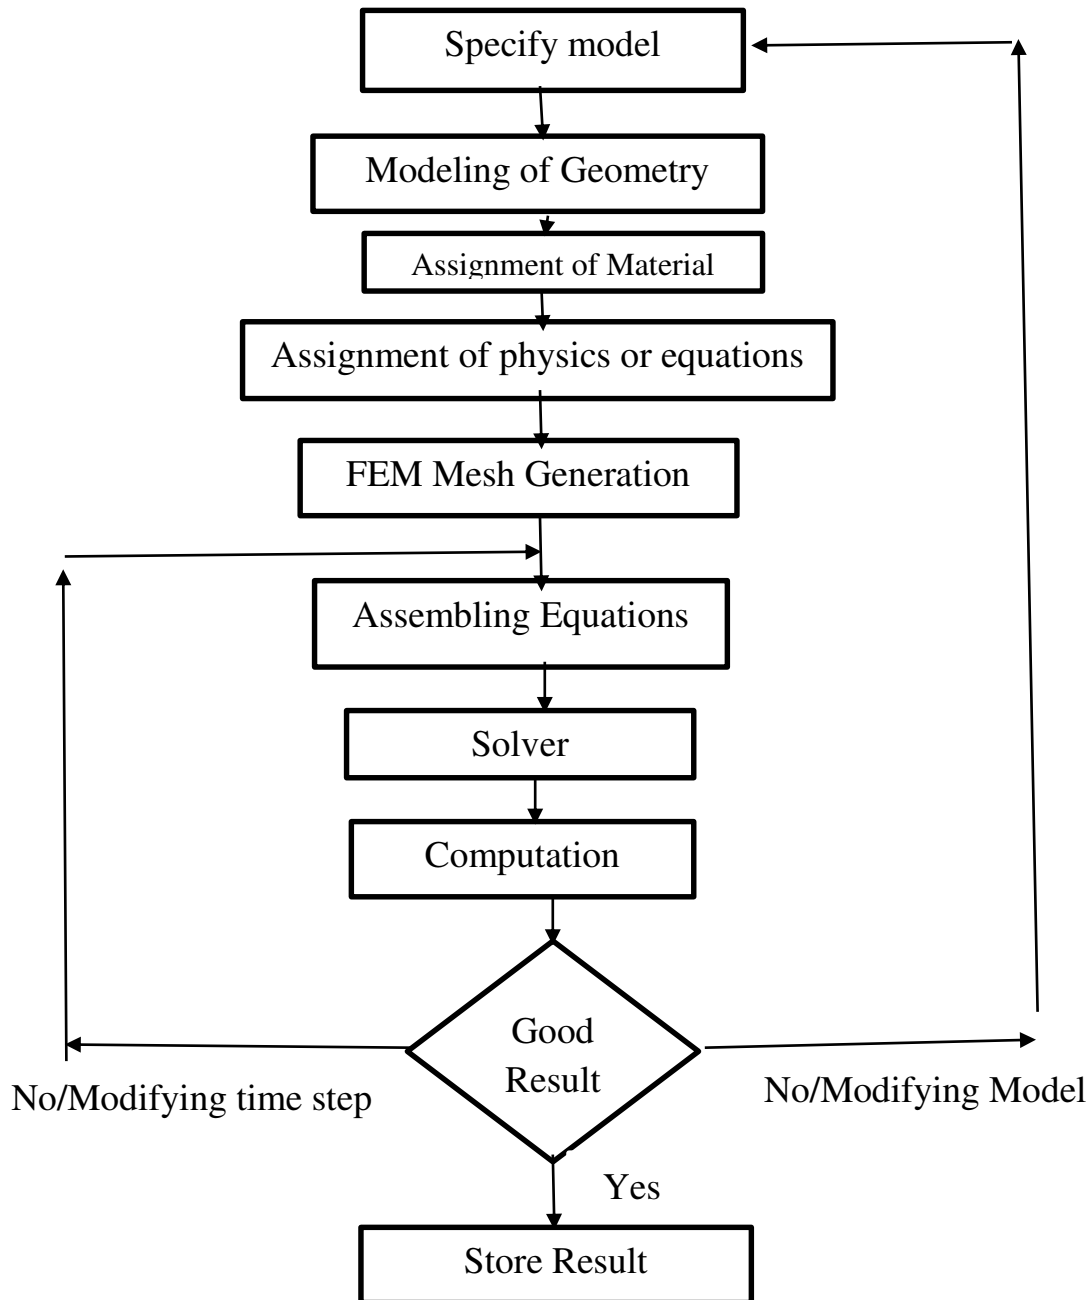 Specify model
Modeling of Geometry
Assignment of Material
Assignment of physics or equations
FEM Mesh Generation
Assembling Equations
Solver
Computation
Good
Result
No/Modifying time step
No/Modifying Model
Yes
Store Result